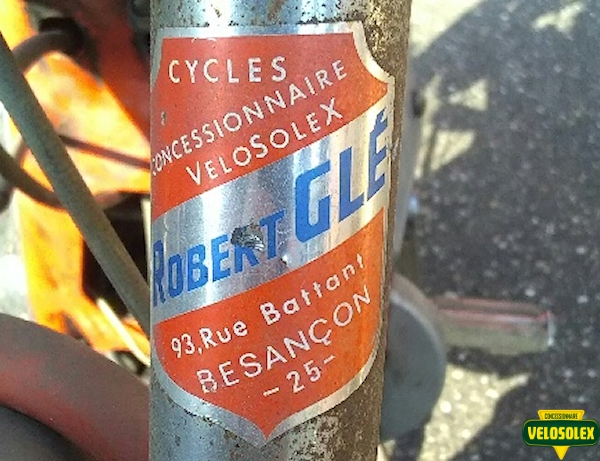 CYCLES
CONCESSIONNAIRE
VELOSOLEX
ROBERT GLÉ
93, Rue Battant
BESANÇON
- 25 -
CONCESSIONNAIRE
VELOSOLEX